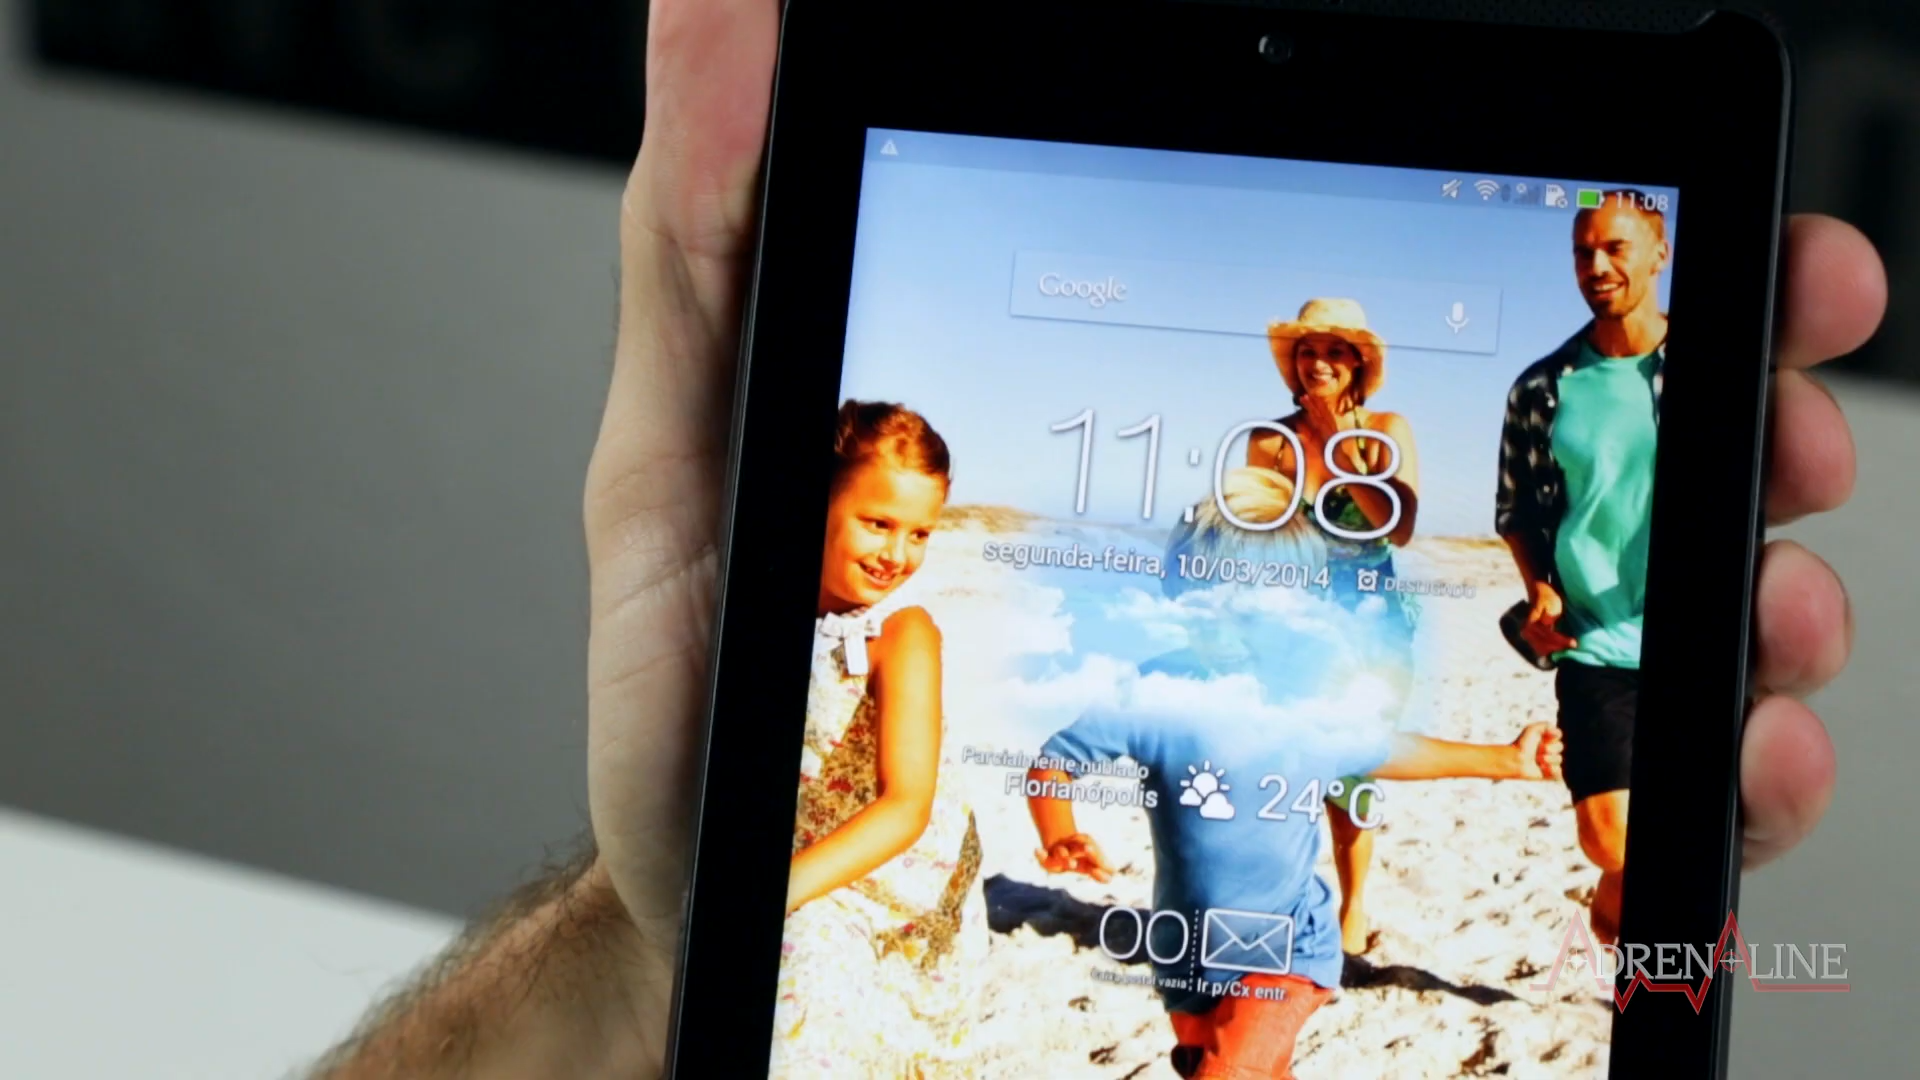 11:08
Google
11:08
segunda-feira, 10/03/2014
DESLIGADO
Parcialmente nublado
Florianópolis
24°C
00
Caixa postal vazia
Ir p/Cx entr
ADRENALINE